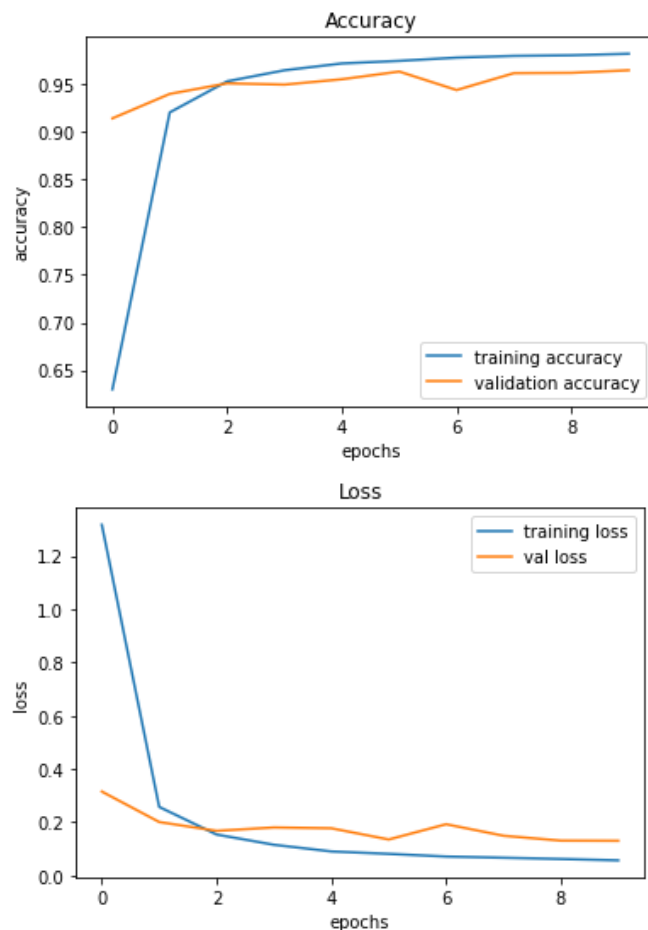 Accuracy
0.95
0.90
0.85
0.80
0.75
0.70
0.65
accuracy
training accuracy
validation accuracy
0 2 4 6 8
epochs
Loss
1.2
1.0
0.8
0.6
0.4
0.2
0.0
loss
training loss
val loss
0 2 4 6 8
epochs